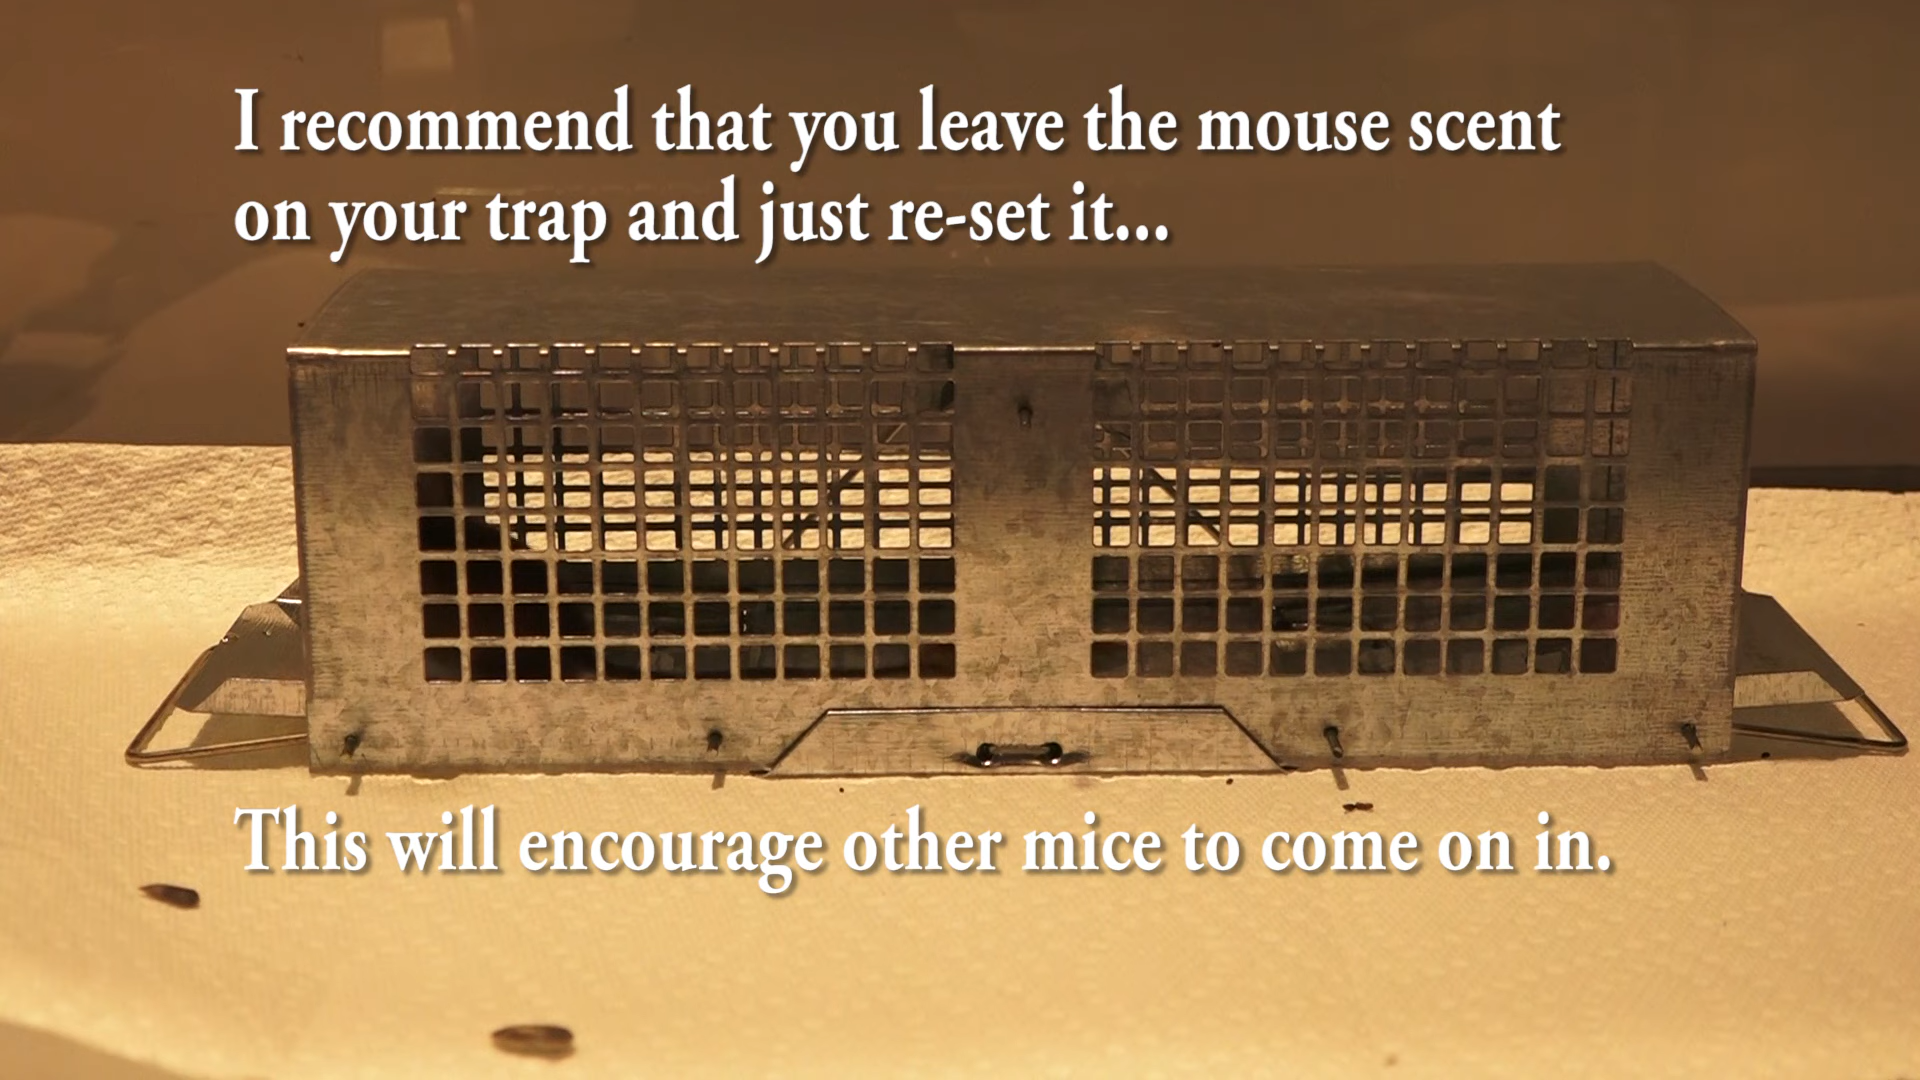 I recommend that you leave the mouse scent
on your trap and just re-set it...
This will encourage other mice to come on in.